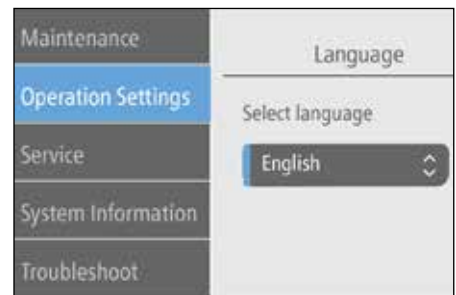 Maintenance
Operation Settings
Service
System Information
Troubleshoot
Language
Select language
English